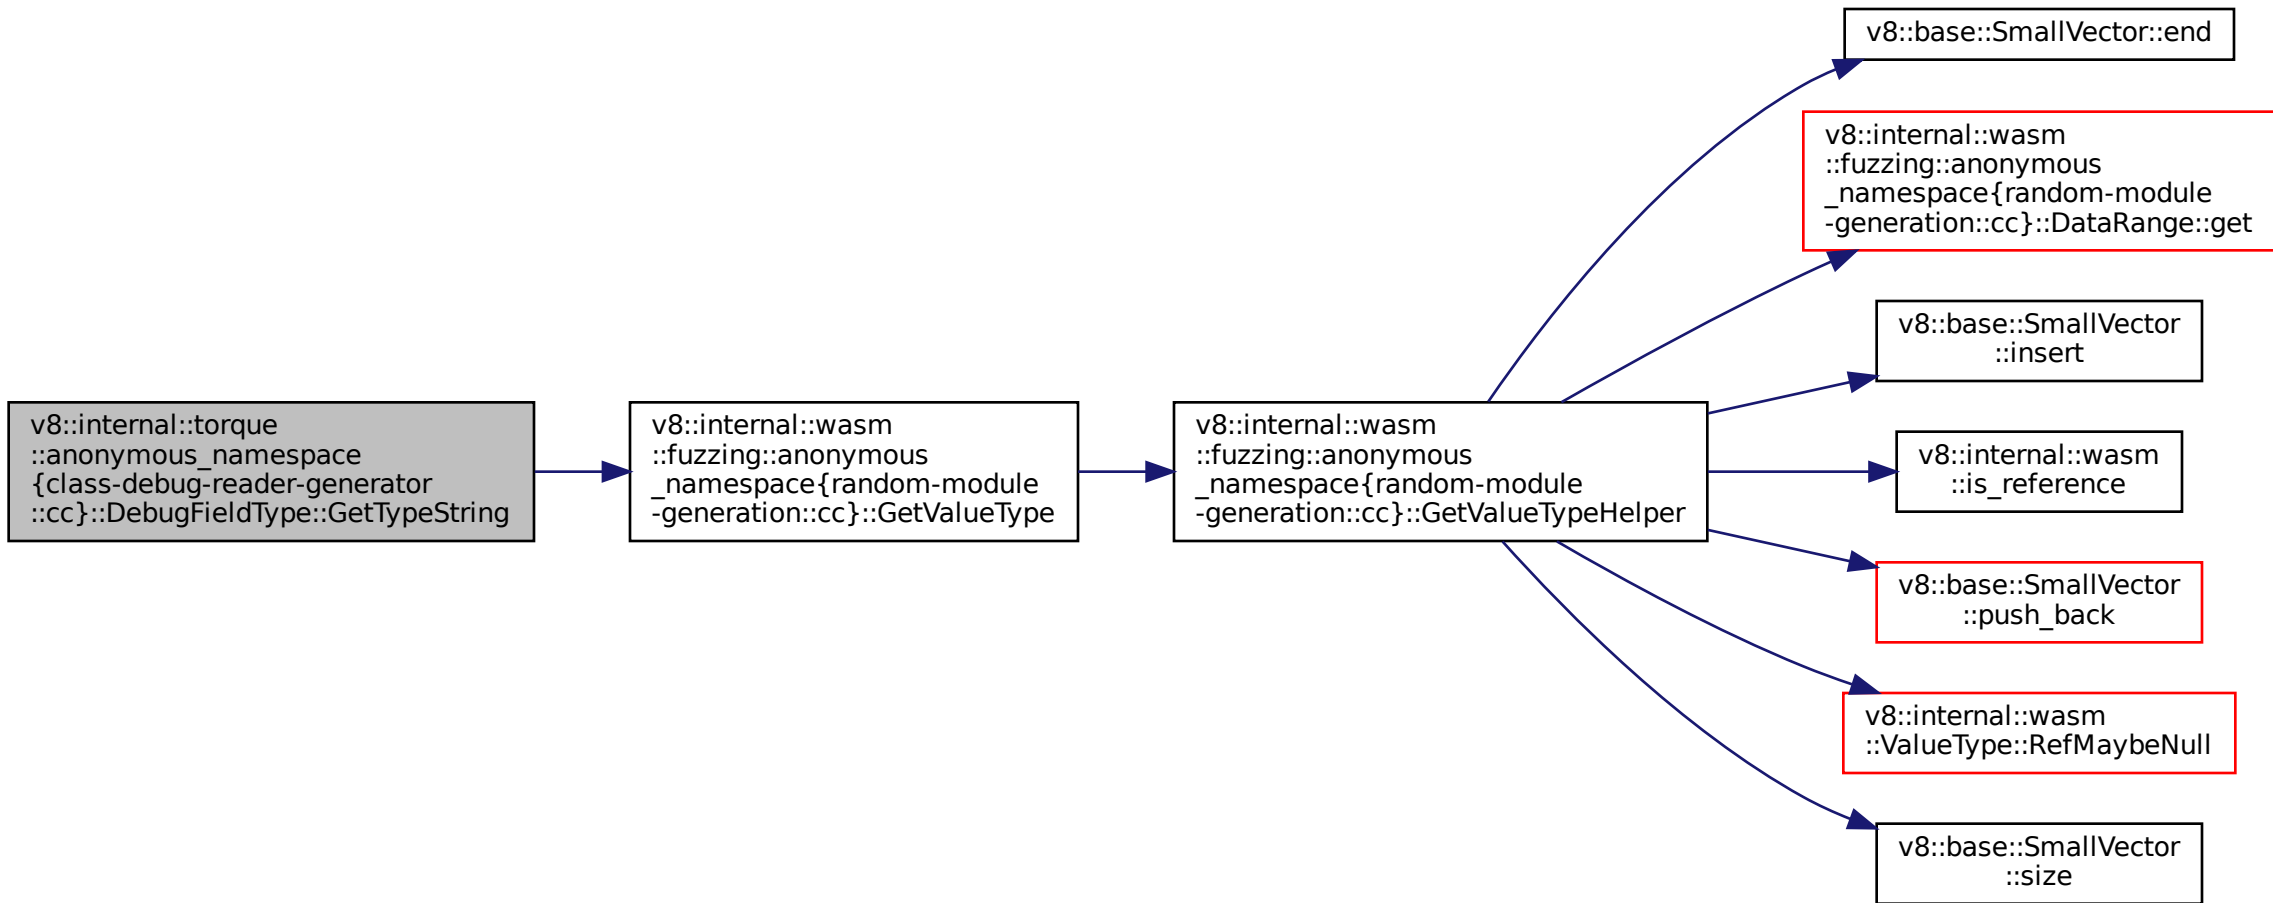 v8::internal::torque
::anonymous_namespace
{class-debug-reader-generator
::cc}::DebugFieldType::GetTypeString
v8::internal::wasm
::fuzzing::anonymous
_namespace{random-module
-generation::cc}::GetValueType
v8::internal::wasm
::fuzzing::anonymous
_namespace{random-module
-generation::cc}::GetValueTypeHelper
v8::base::SmallVector::end
v8::internal::wasm
::fuzzing::anonymous
_namespace{random-module
-generation::cc}::DataRange::get
v8::base::SmallVector
::insert
v8::internal::wasm
::is_reference
v8::base::SmallVector
::push_back
v8::internal::wasm
::ValueType::RefMaybeNull
v8::base::SmallVector
::size